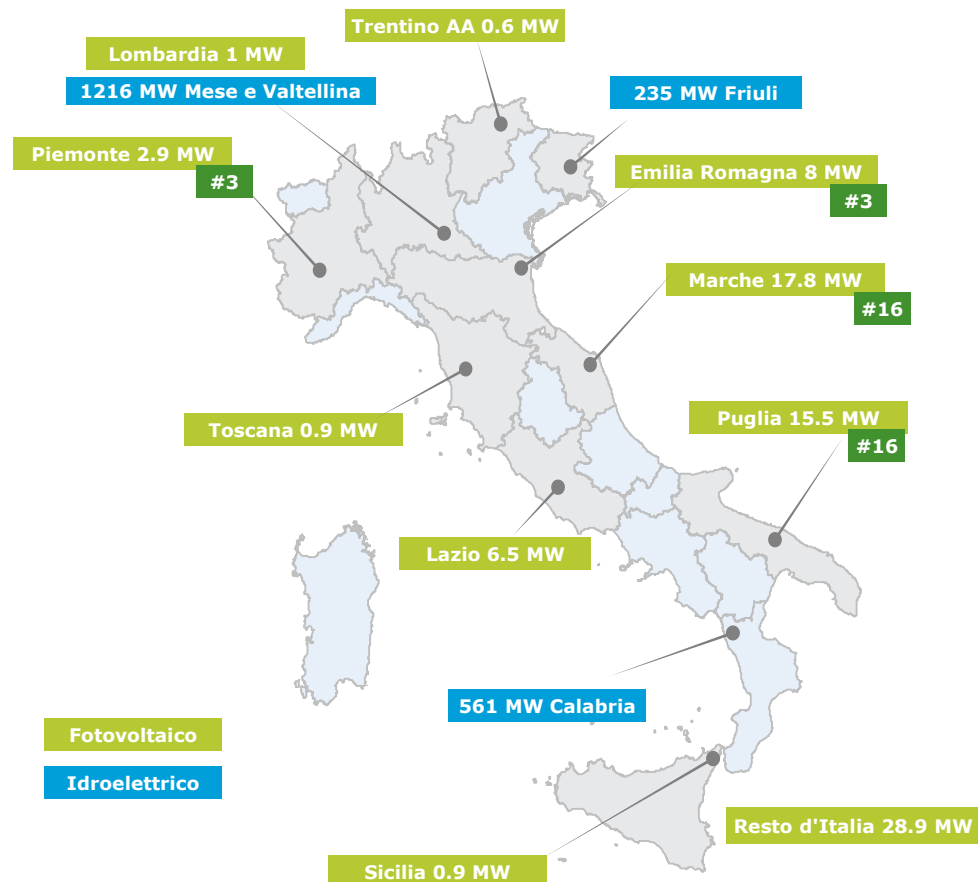 Trentino AA 0.6 MW
Lombardia 1 MW
1216 MW Mese e Valtellina
235 MW Friuli
Piemonte 2.9 MW
#3
Emilia Romagna 8 MW
#3
Marche 17.8 MW
#16
Toscana 0.9 MW
Puglia 15.5 MW
#16
Lazio 6.5 MW
561 MW Calabria
Fotovoltaico
Idroelettrico
Resto d'Italia 28.9 MW
Sicilia 0.9 MW